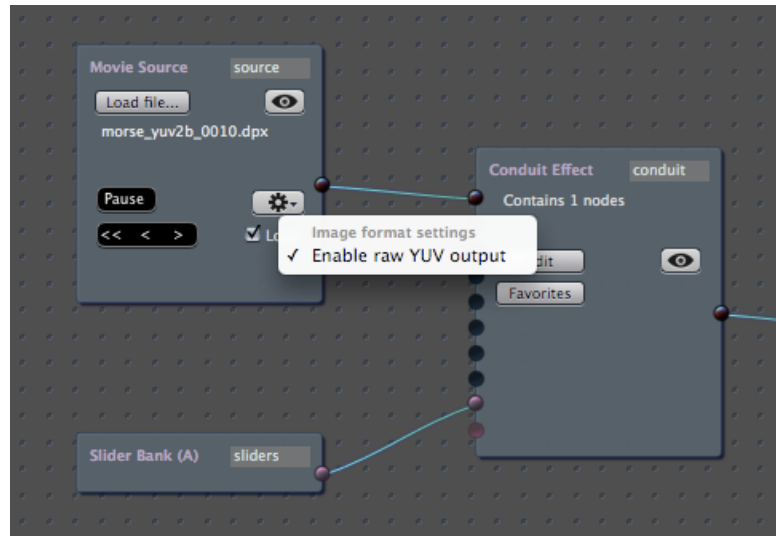 Movie Source source
Load file...
morse_yuv2b_0010.dpx
Pause
<< < >
Image format settings
✓ Enable raw YUV output
Conduit Effect conduit
Contains 1 nodes
Favorites
Slider Bank (A) sliders